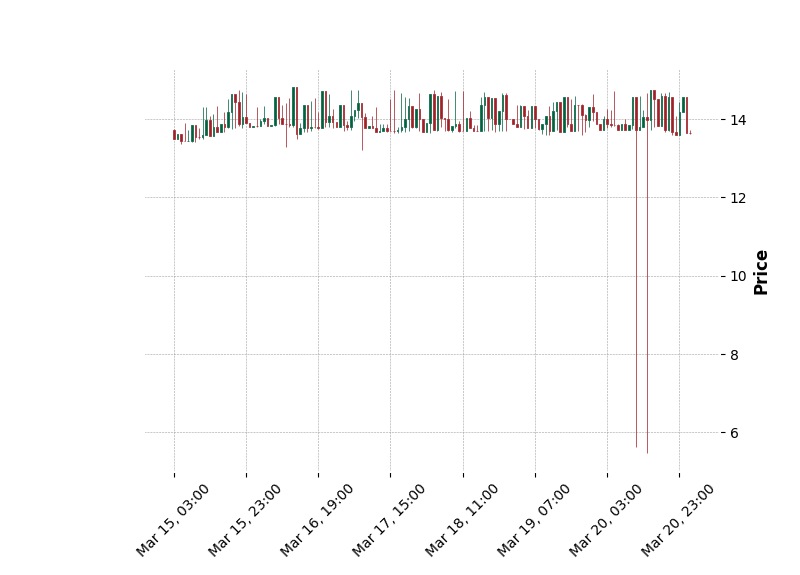 14
12
10
8
6
Price
Mar 15, 03:00
Mar 15, 23:00
Mar 16, 19:00
Mar 17, 15:00
Mar 18, 11:00
Mar 19, 07:00
Mar 20, 03:00
Mar 20, 23:00